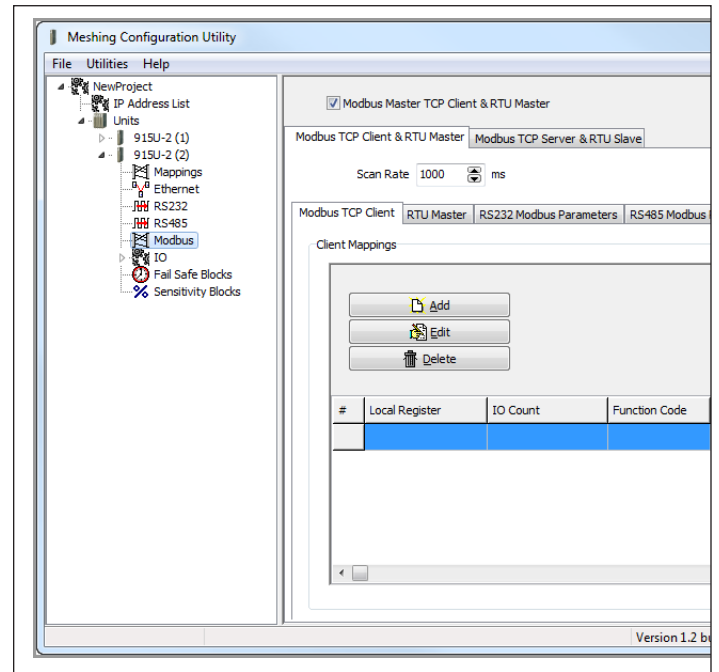 Meshing Configuration Utility
File Utilities Help
NewProject
IP Address List
Units
915U-2 (1)
915U-2 (2)
Mappings
Ethernet
RS232
RS485
Modbus
IO
Fail Safe Blocks
Sensitivity Blocks
Modbus Master TCP Client & RTU Master
Modbus TCP Client & RTU Master Modbus TCP Server & RTU Slave
Scan Rate 1000 ms
Modbus TCP Client RTU Master RS232 Modbus Parameters RS485 Modbus
Client Mappings
Add
Edit
Delete
# Local Register IO Count Function Code
Version 1.2